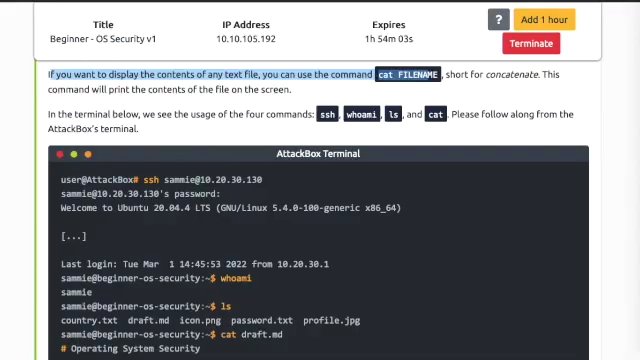 Title
IP Address
Expires
Beginner - OS Security v1
10.10.105.192
1h 54m 03s
?
Add 1 hour
Terminate
If you want to display the contents of any text file, you can use the command cat FILENAME, short for concatenate. This
command will print the contents of the file on the screen.
In the terminal below, we see the usage of the four commands: ssh, whoami, ls, and cat. Please follow along from the
AttackBox's terminal.
AttackBox Terminal
user@AttackBox# ssh sammie@10.20.30.130
sammie@10.20.30.130's password:
Welcome to Ubuntu 20.04.4 LTS (GNU/Linux 5.4.0-100-generic x86_64)
[...]
Last login: Tue Mar 1 14:45:53 2022 from 10.20.30.1
sammie@beginner-os-security:~$ whoami
sammie
sammie@beginner-os-security:~$ ls
country.txt draft.md icon.png password.txt profile.jpg
sammie@beginner-os-security:~$ cat draft.md
# Operating System Security